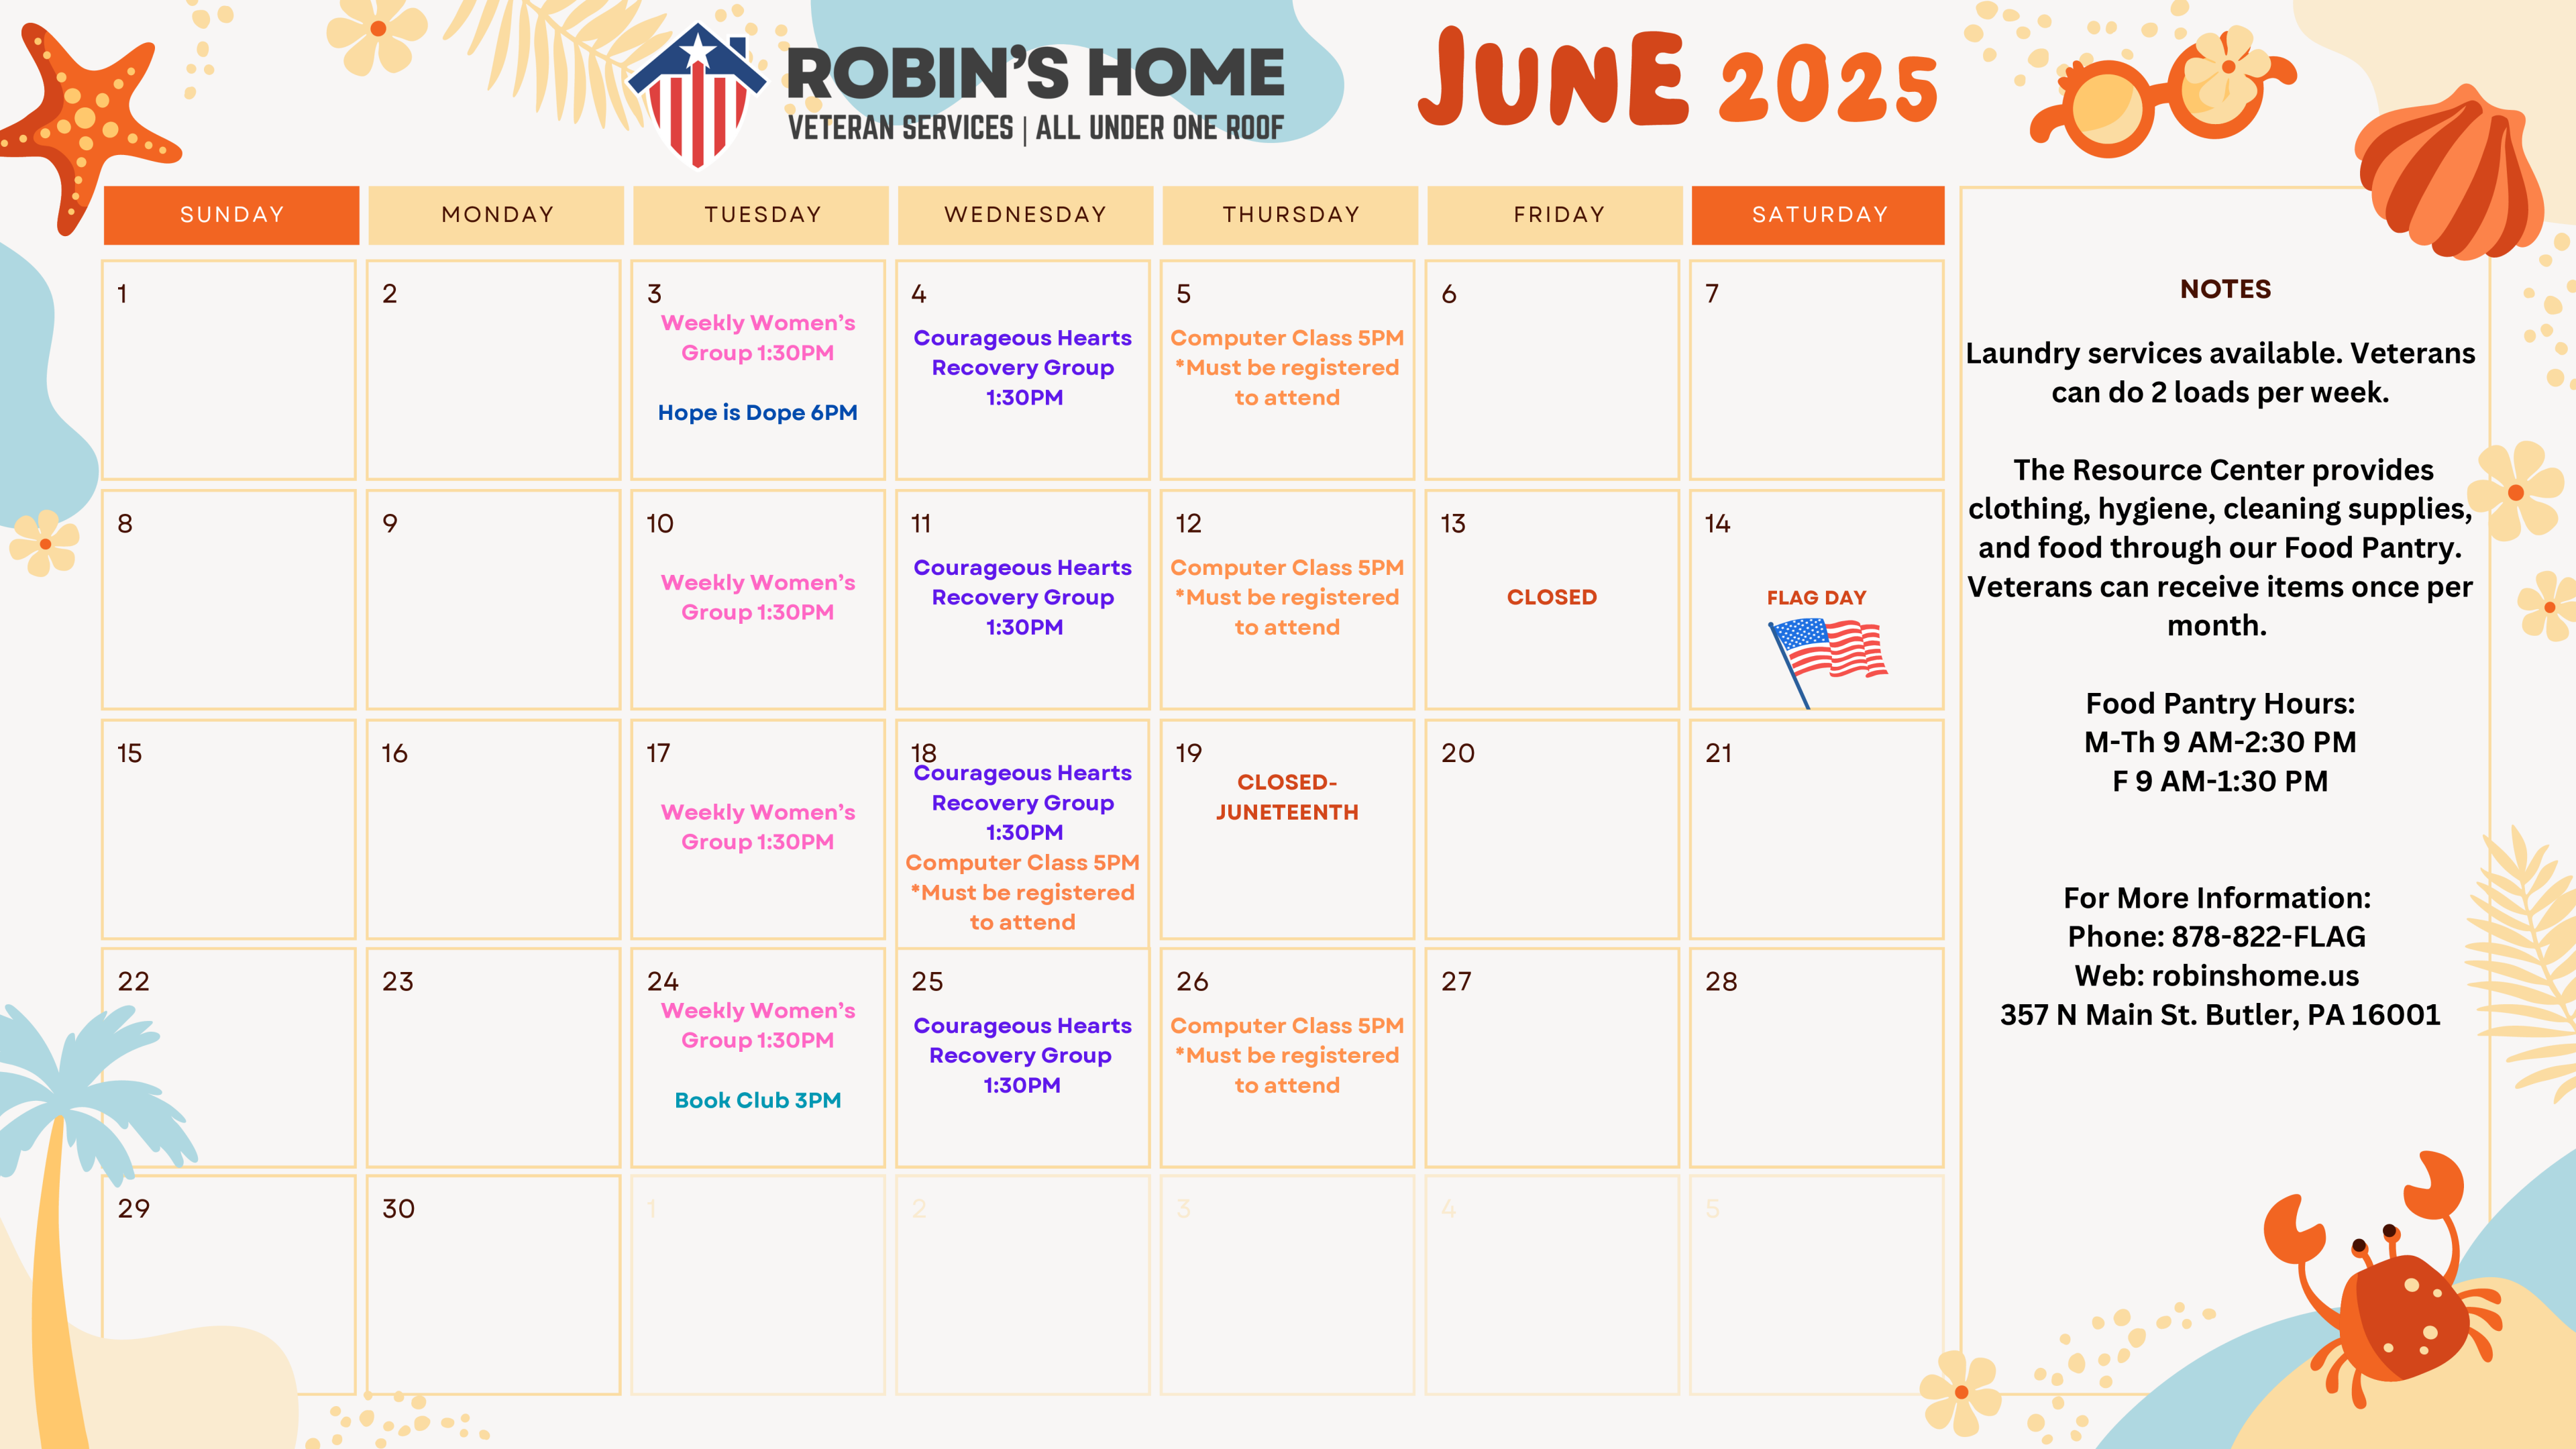 ROBIN'S HOME
VETERAN SERVICES | ALL UNDER ONE ROOF
JUNE 2025
SUNDAY
MONDAY
TUESDAY
WEDNESDAY
THURSDAY
FRIDAY
SATURDAY
1
2
3
Weekly Women's
Group 1:30PM
Hope is Dope 6PM
4
Courageous Hearts
Recovery Group
1:30PM
5
Computer Class 5PM
*Must be registered
to attend
6
7
8
9
10
Weekly Women's
Group 1:30PM
11
Courageous Hearts
Recovery Group
1:30PM
12
Computer Class 5PM
*Must be registered
to attend
13
CLOSED
14
FLAG DAY
15
16
17
Weekly Women's
Group 1:30PM
18
Courageous Hearts
Recovery Group
1:30PM
Computer Class 5PM
*Must be registered
to attend
19
CLOSED-
JUNETEENTH
20
21
22
23
24
Weekly Women's
Group 1:30PM
Book Club 3PM
25
Courageous Hearts
Recovery Group
1:30PM
26
Computer Class 5PM
*Must be registered
to attend
27
28
29
30
1
2
3
4
5
NOTES
Laundry services available. Veterans
can do 2 loads per week.
The Resource Center provides
clothing, hygiene, cleaning supplies,
and food through our Food Pantry.
Veterans can receive items once per
month.
Food Pantry Hours:
M-Th 9 AM-2:30 PM
F 9 AM-1:30 PM
For More Information:
Phone: 878-822-FLAG
Web: robinshome.us
357 N Main St. Butler, PA 16001